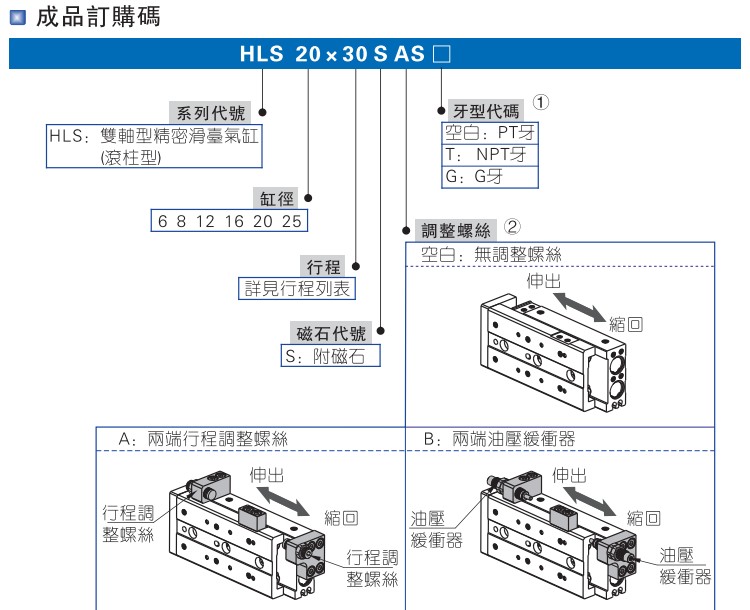 成品訂購碼
HLS 20×30 S AS □
系列代號
HLS：雙軸型精密滑臺氣缸
(滾柱型)
牙型代碼 ①
空白：PT牙
T：NPT牙
G：G牙
缸徑
6 8 12 16 20 25
調整螺絲 ②
空白：無調整螺絲
伸出
縮回
行程
詳見行程列表
磁石代號
S：附磁石
A：兩端行程調整螺絲
伸出
縮回
行程調
整螺絲
行程調
整螺絲
B：兩端油壓緩衝器
伸出
縮回
油壓
緩衝器
油壓
緩衝器